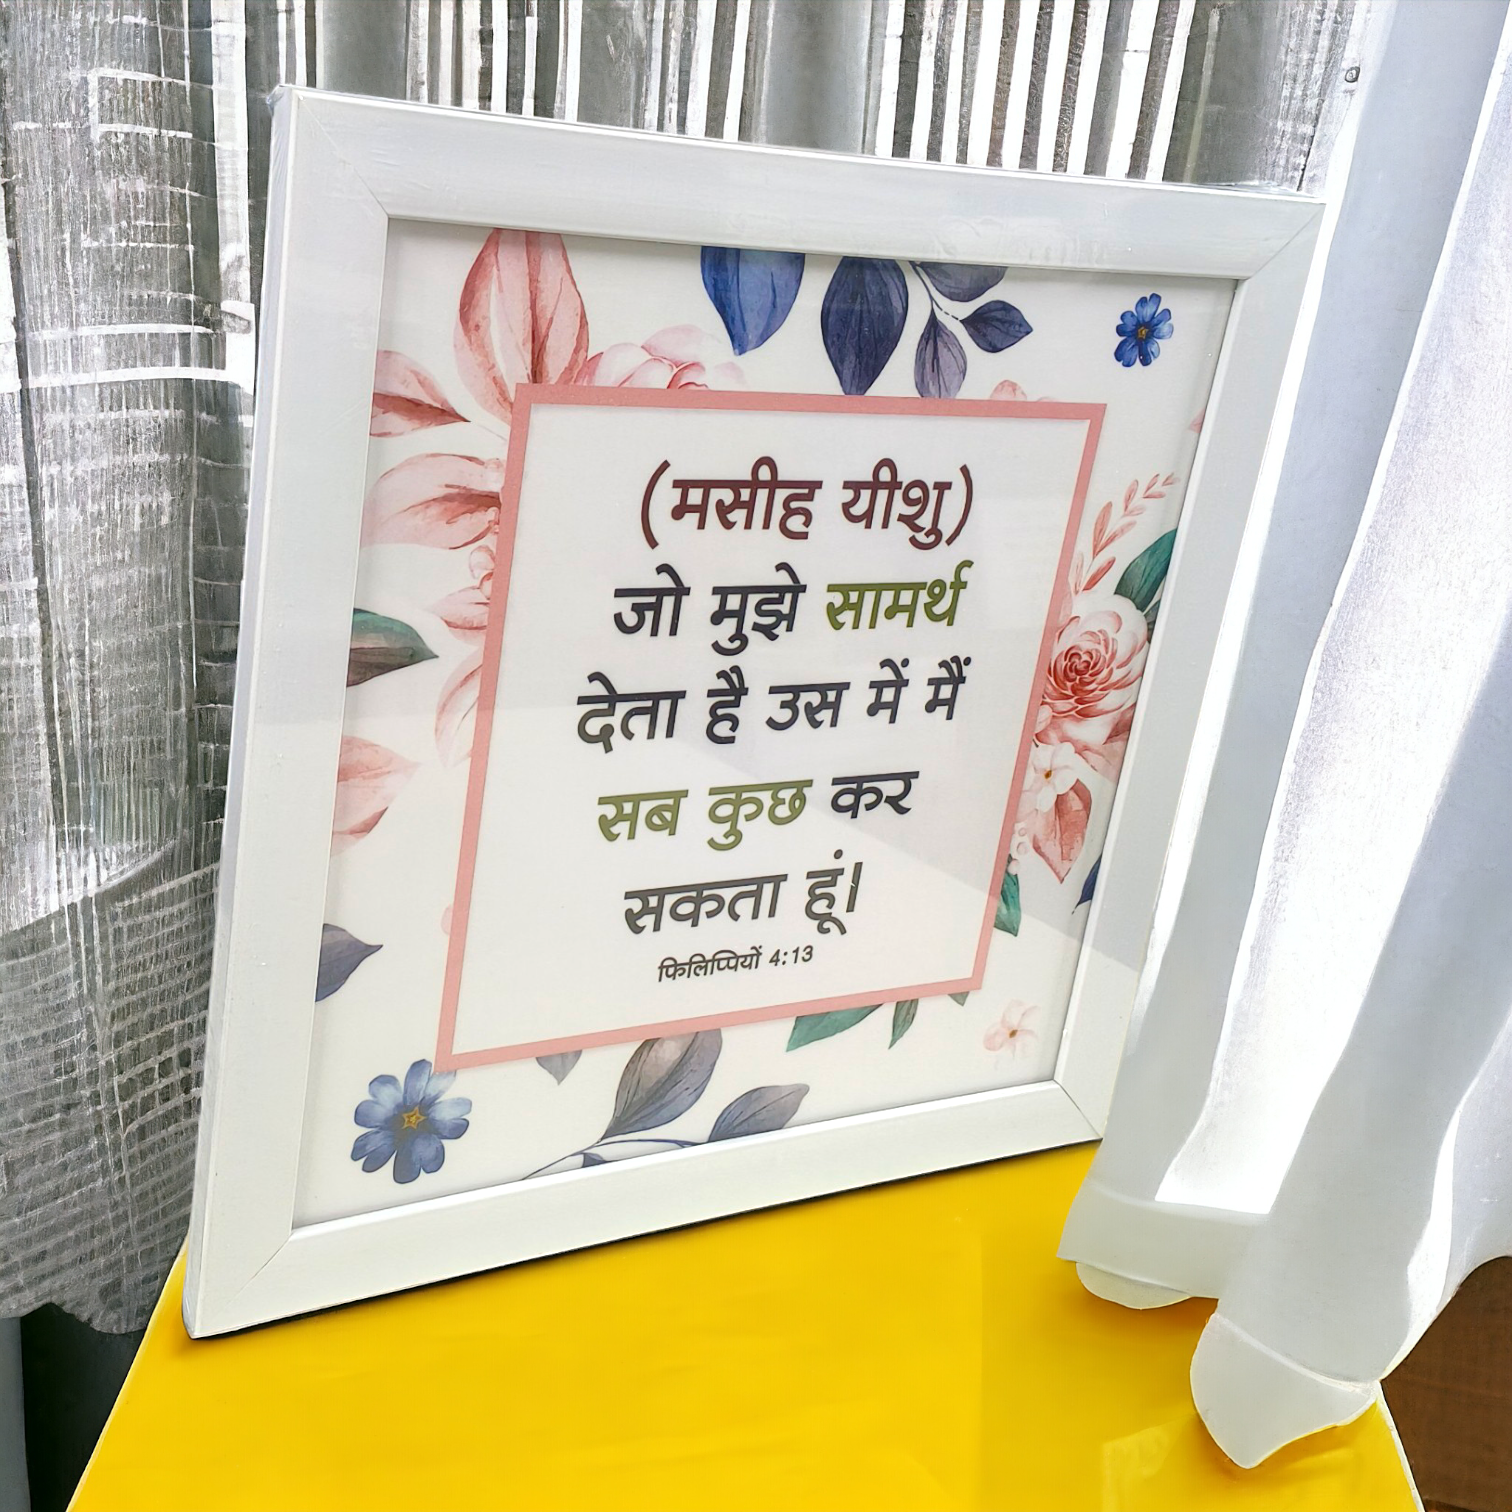 (मसीह यीशु)
जो मुझे सामर्थ
देता है उस में मैं
सब कुछ कर
सकता हूं।
फिलिप्पियों 4:13